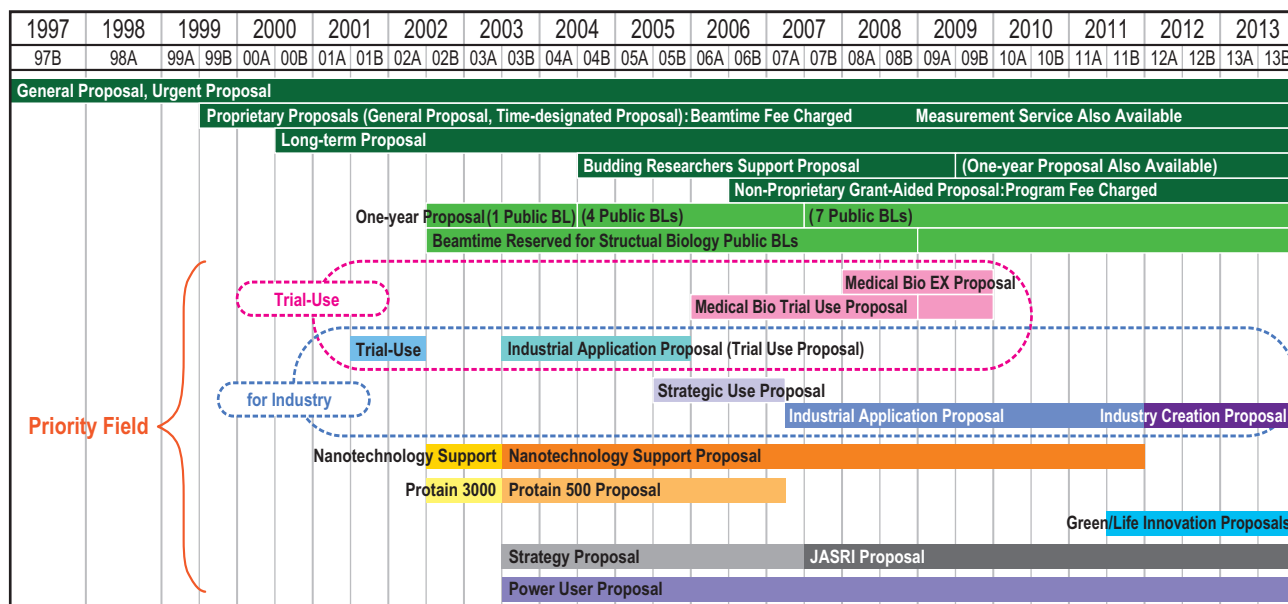 1997 1998 1999 2000 2001 2002 2003 2004 2005 2006 2007 2008 2009 2010 2011 2012 2013
97B 98A 99A 99B 00A 00B 01A 01B 02A 02B 03A 03B 04A 04B 05A 05B 06A 06B 07A 07B 08A 08B 09A 09B 10A 10B 11A 11B 12A 12B 13A 13B
General Proposal, Urgent Proposal
Proprietary Proposals (General Proposal, Time-designated Proposal): Beamtime Fee Charged Measurement Service Also Available
Long-term Proposal
Budding Researchers Support Proposal (One-year Proposal Also Available)
Non-Proprietary Grant-Aided Proposal:Program Fee Charged
One-year Proposal (1 Public BL) (4 Public BLs) (7 Public BLs)
Beamtime Reserved for Structual Biology Public BLs
Medical Bio EX Proposal
Trial-Use
Medical Bio Trial Use Proposal
Trial-Use Industrial Application Proposal (Trial Use Proposal)
Strategic Use Proposal
for Industry
Industrial Application Proposal Industry Creation Proposal
Priority Field
Nanotechnology Support Nanotechnology Support Proposal
Protain 3000 Protain 500 Proposal
Green/Life Innovation Proposals
Strategy Proposal JASRI Proposal
Power User Proposal